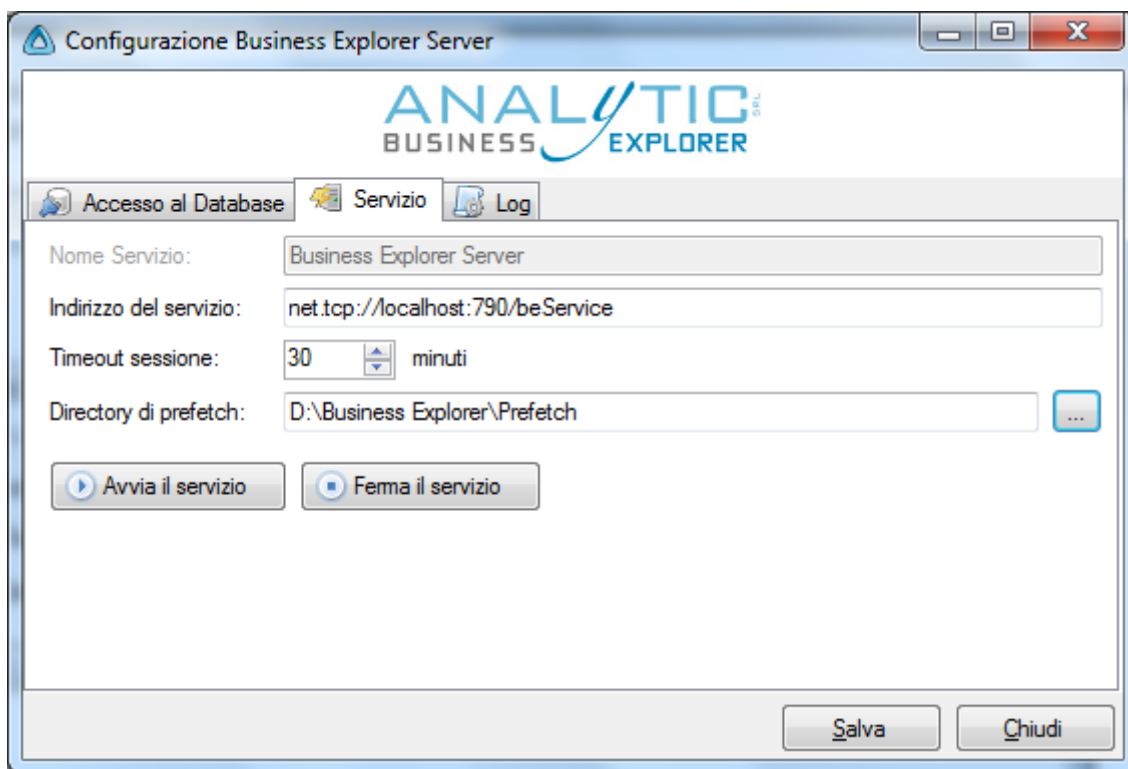 Configurazione Business Explorer Server
ANALYTIC SRL
BUSINESS EXPLORER
Accesso al Database Servizio Log
Nome Servizio: Business Explorer Server
Indirizzo del servizio: net.tcp://localhost:790/beService
Timeout sessione: 30 minuti
Directory di prefetch: D:\Business Explorer\Prefetch ...
Avvia il servizio Ferma il servizio
Salva Chiudi